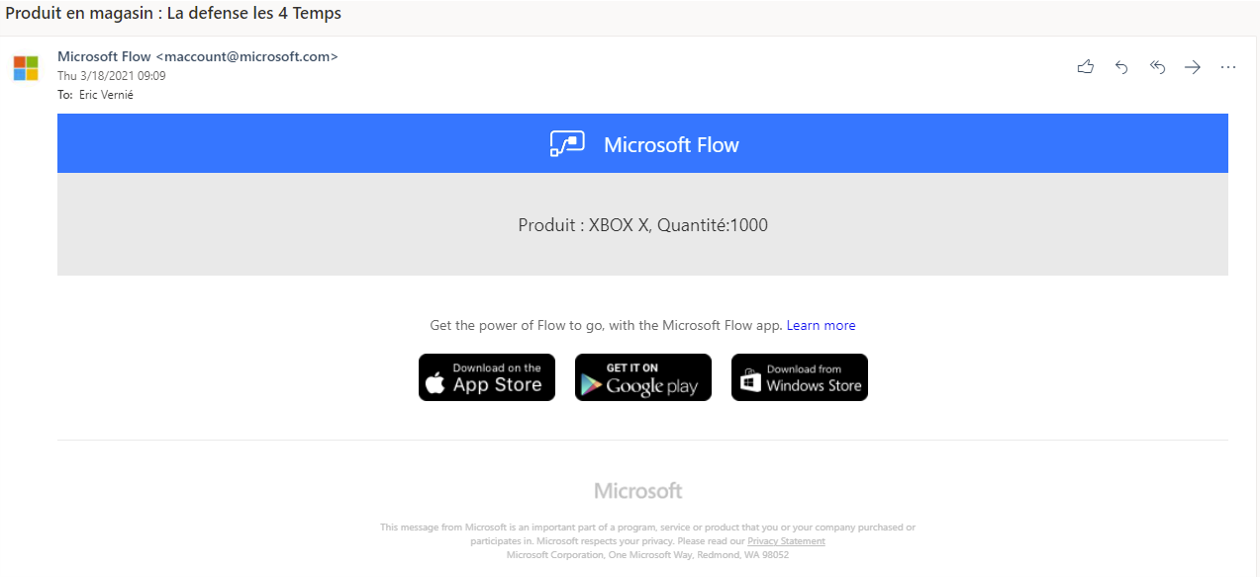 Produit en magasin : La defense les 4 Temps
Microsoft Flow <maccount@microsoft.com>
Thu 3/18/2021 09:09
To: Eric Vernié
Microsoft Flow
Produit : XBOX X, Quantité:1000
Get the power of Flow to go, with the Microsoft Flow app. Learn more
Download on the
App Store
GET IT ON
Google play
Download from
Windows Store
Microsoft
This message from Microsoft is an important part of a program, service or product that you or your company purchased or
participates in. Microsoft respects your privacy. Please read our Privacy Statement
Microsoft Corporation, One Microsoft Way, Redmond, WA 98052